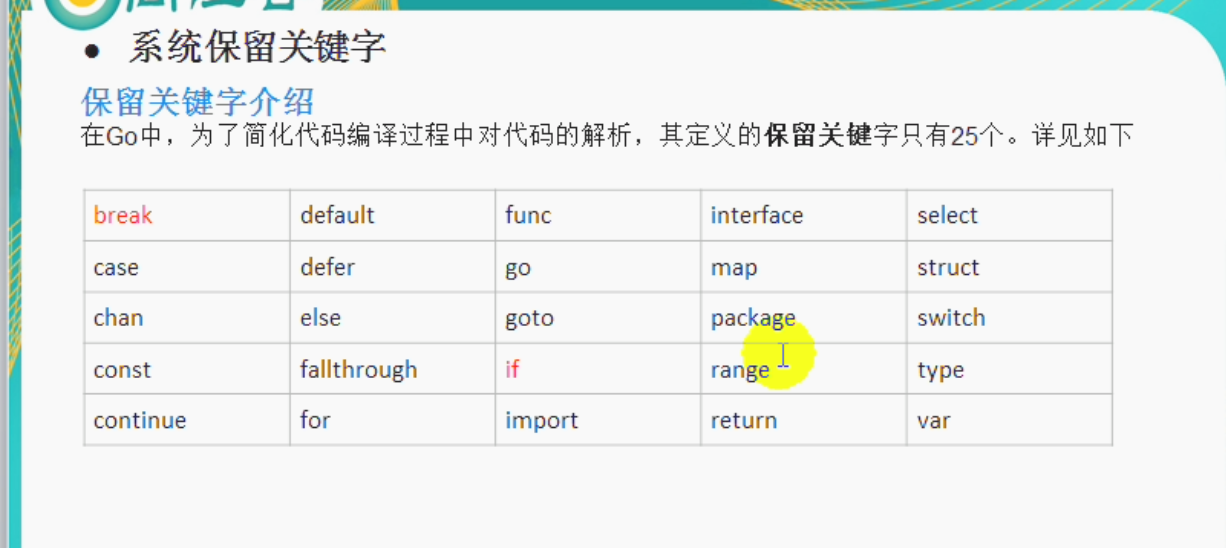 ● 系统保留关键字
保留关键字介绍
在Go中，为了简化代码编译过程中对代码的解析，其定义的保留关键字只有25个。详见如下
break default func interface select
case defer go map struct
chan else goto package switch
const fallthrough if range type
continue for import return var